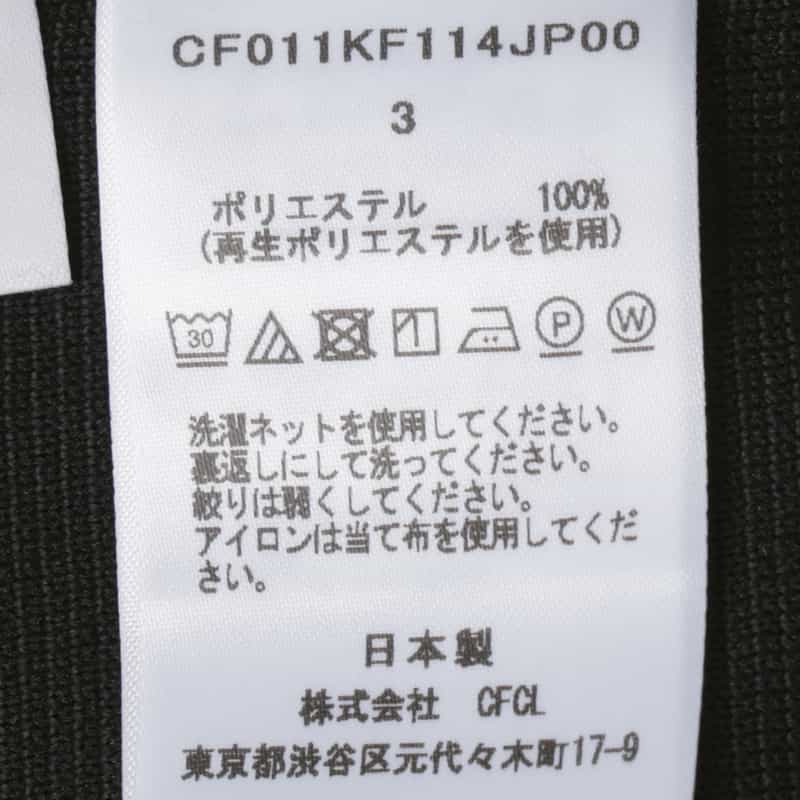 CF011KF114JP00
3
ポリエステル 100%
(再生ポリエステルを使用)
30 P W
洗濯ネットを使用してください。
裏返しにして洗ってください。
絞りは弱くしてください。
アイロンは当て布を使用してくだ
さい。
日本製
株式会社 CFCL
東京都渋谷区元代々木町17-9